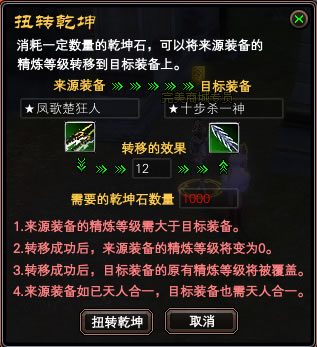 扭转乾坤
消耗一定数量的乾坤石，可以将来源装备的
精炼等级转移到目标装备上。
来源装备 目标装备
★凤歌楚狂人 ★十步杀一神
转移的效果
12
需要的乾坤石数量 1000
1.来源装备的精炼等级需大于目标装备。
2.转移成功后，来源装备的精炼等级将变为0。
3.转移成功后，目标装备的原有精炼等级将被覆盖。
4.来源装备如已天人合一，目标装备也需天人合一。
扭转乾坤 取消